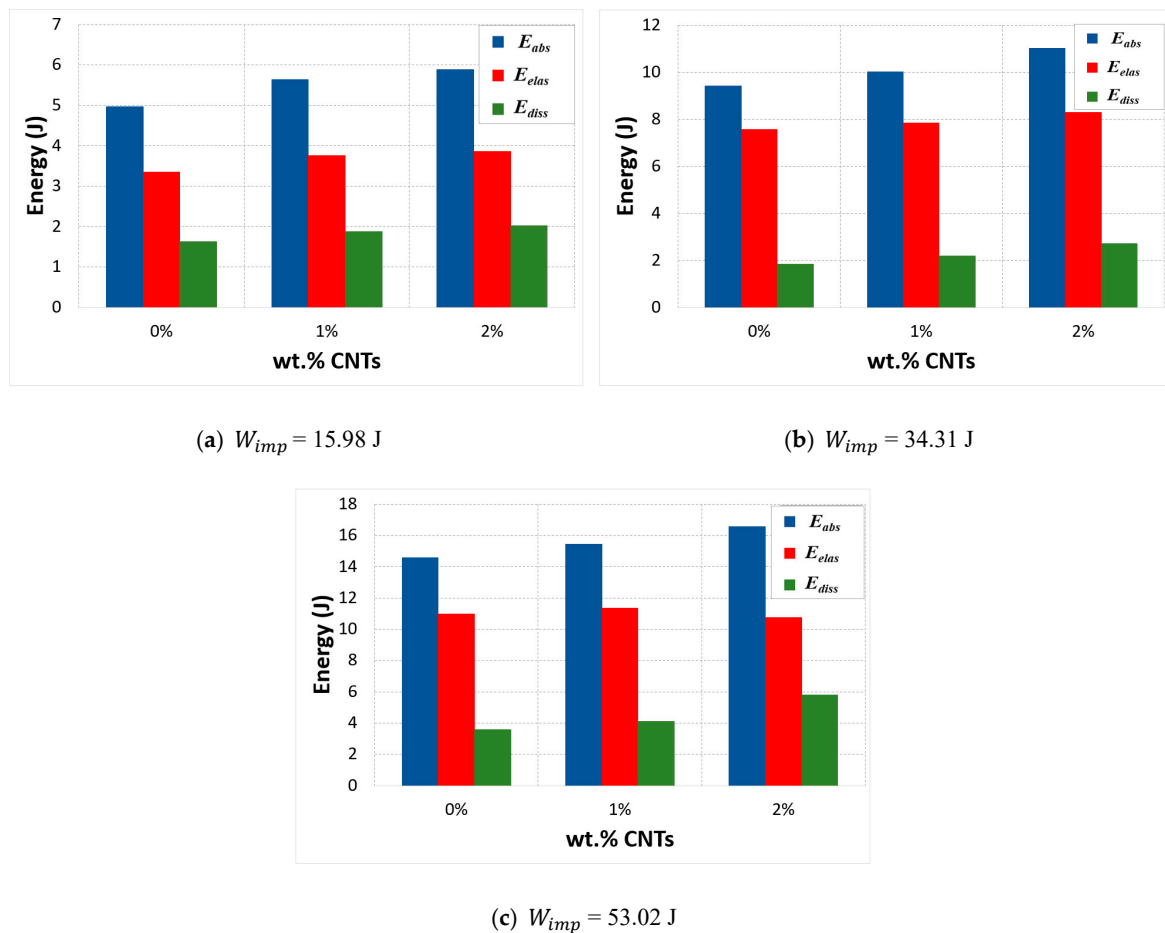 7
6
5
4
3
2
1
0
Energy (J)
E_abs
E_elas
E_diss
0% 1% 2%
wt.% CNTs
(a) W_imp = 15.98 J
12
10
8
6
4
2
0
Energy (J)
E_abs
E_elas
E_diss
0% 1% 2%
wt.% CNTs
(b) W_imp = 34.31 J
18
16
14
12
10
8
6
4
2
0
Energy (J)
E_abs
E_elas
E_diss
0% 1% 2%
wt.% CNTs
(c) W_imp = 53.02 J